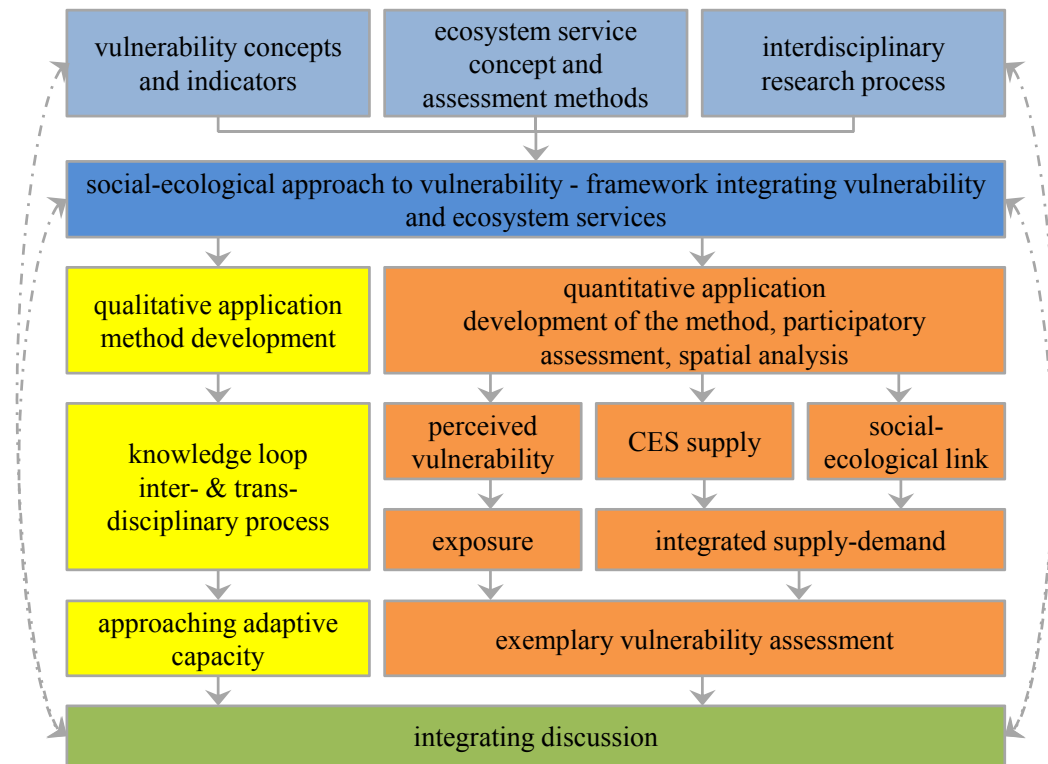 vulnerability concepts
and indicators
ecosystem service
concept and
assessment methods
interdisciplinary
research process
social-ecological approach to vulnerability - framework integrating vulnerability
and ecosystem services
qualitative application
method development
quantitative application
development of the method, participatory
assessment, spatial analysis
knowledge loop
inter- & trans-
disciplinary process
perceived
vulnerability
CES supply
social-
ecological link
exposure
integrated supply-demand
approaching adaptive
capacity
exemplary vulnerability assessment
integrating discussion